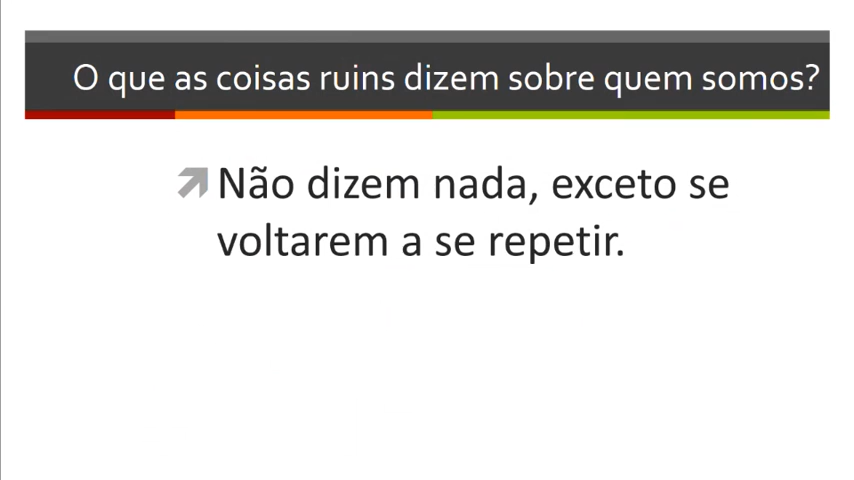 O que as coisas ruins dizem sobre quem somos?
Não dizem nada, exceto se
voltarem a se repetir.